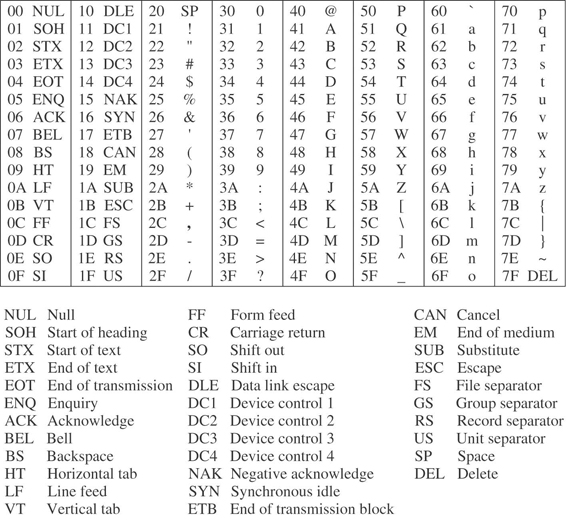 00 NUL 10 DLE 20 SP 30 0 40 @ 50 P 60 ` 70 p
01 SOH 11 DC1 21 ! 31 1 41 A 51 Q 61 a 71 q
02 STX 12 DC2 22 " 32 2 42 B 52 R 62 b 72 r
03 ETX 13 DC3 23 # 33 3 43 C 53 S 63 c 73 s
04 EOT 14 DC4 24 $ 34 4 44 D 54 T 64 d 74 t
05 ENQ 15 NAK 25 % 35 5 45 E 55 U 65 e 75 u
06 ACK 16 SYN 26 & 36 6 46 F 56 V 66 f 76 v
07 BEL 17 ETB 27 ' 37 7 47 G 57 W 67 g 77 w
08 BS 18 CAN 28 ( 38 8 48 H 58 X 68 h 78 x
09 HT 19 EM 29 ) 39 9 49 I 59 Y 69 i 79 y
0A LF 1A SUB 2A * 3A : 4A J 5A Z 6A j 7A z
0B VT 1B ESC 2B + 3B ; 4B K 5B [ 6B k 7B {
0C FF 1C FS 2C , 3C < 4C L 5C \ 6C l 7C |
0D CR 1D GS 2D - 3D = 4D M 5D ] 6D m 7D }
0E SO 1E RS 2E . 3E > 4E N 5E ^ 6E n 7E ~
0F SI 1F US 2F / 3F ? 4F O 5F _ 6F o 7F DEL
NUL Null FF Form feed CAN Cancel
SOH Start of heading CR Carriage return EM End of medium
STX Start of text SO Shift out SUB Substitute
ETX End of text SI Shift in ESC Escape
EOT End of transmission DLE Data link escape FS File separator
ENQ Enquiry DC1 Device control 1 GS Group separator
ACK Acknowledge DC2 Device control 2 RS Record separator
BEL Bell DC3 Device control 3 US Unit separator
BS Backspace DC4 Device control 4 SP Space
HT Horizontal tab NAK Negative acknowledge DEL Delete
LF Line feed SYN Synchronous idle
VT Vertical tab ETB End of transmission block